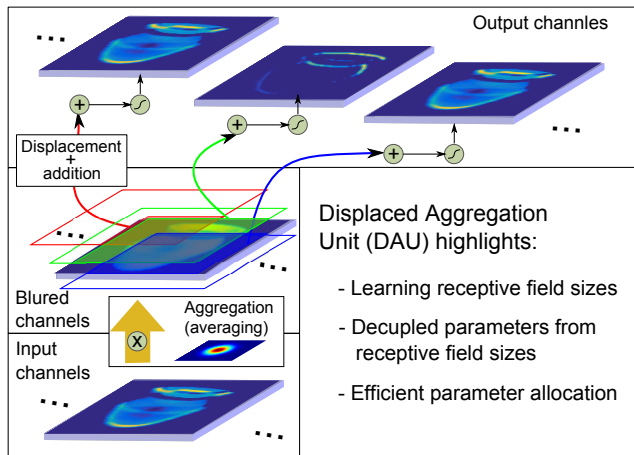 Output channles
Displacement
+
addition
Blured
channels
Aggregation
(averaging)
X
Input
channels
Displaced Aggregation
Unit (DAU) highlights:
- Learning receptive field sizes
- Decupled parameters from
receptive field sizes
- Efficient parameter allocation